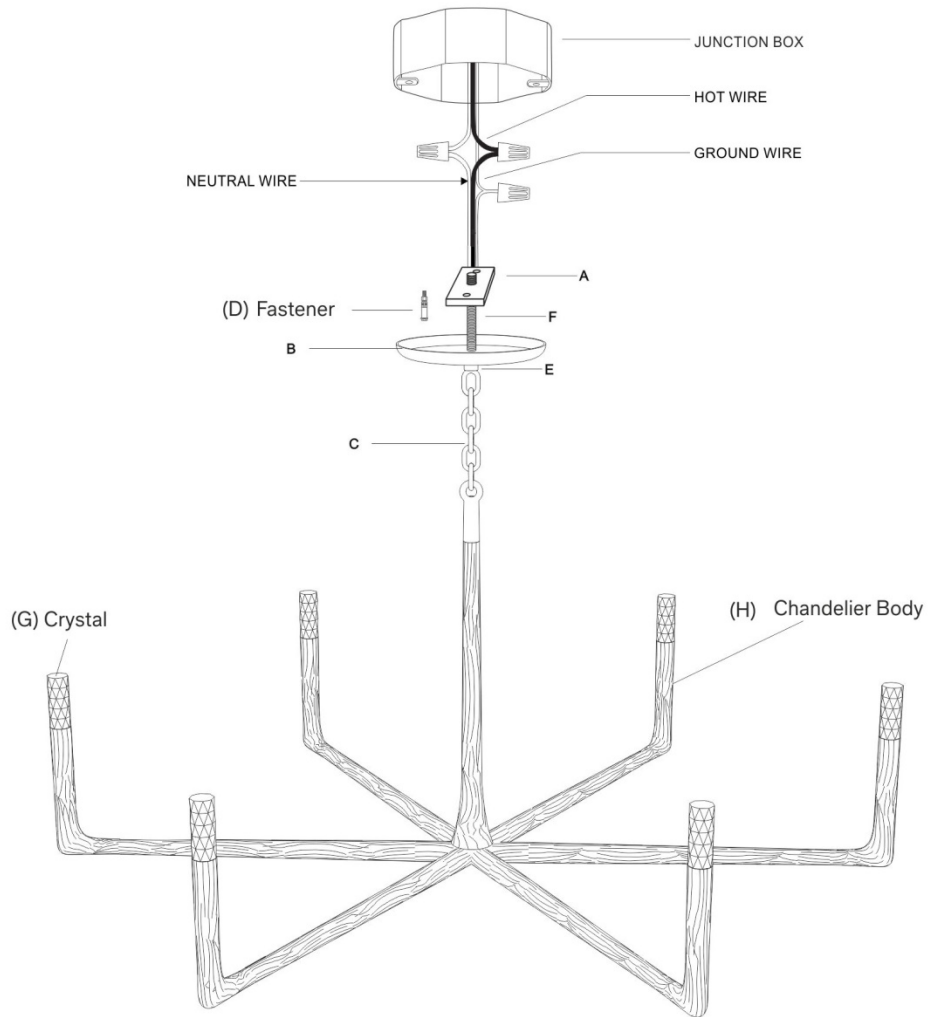 JUNCTION BOX
HOT WIRE
GROUND WIRE
NEUTRAL WIRE
A
(D) Fastener
F
B
E
C
(G) Crystal
(H) Chandelier Body